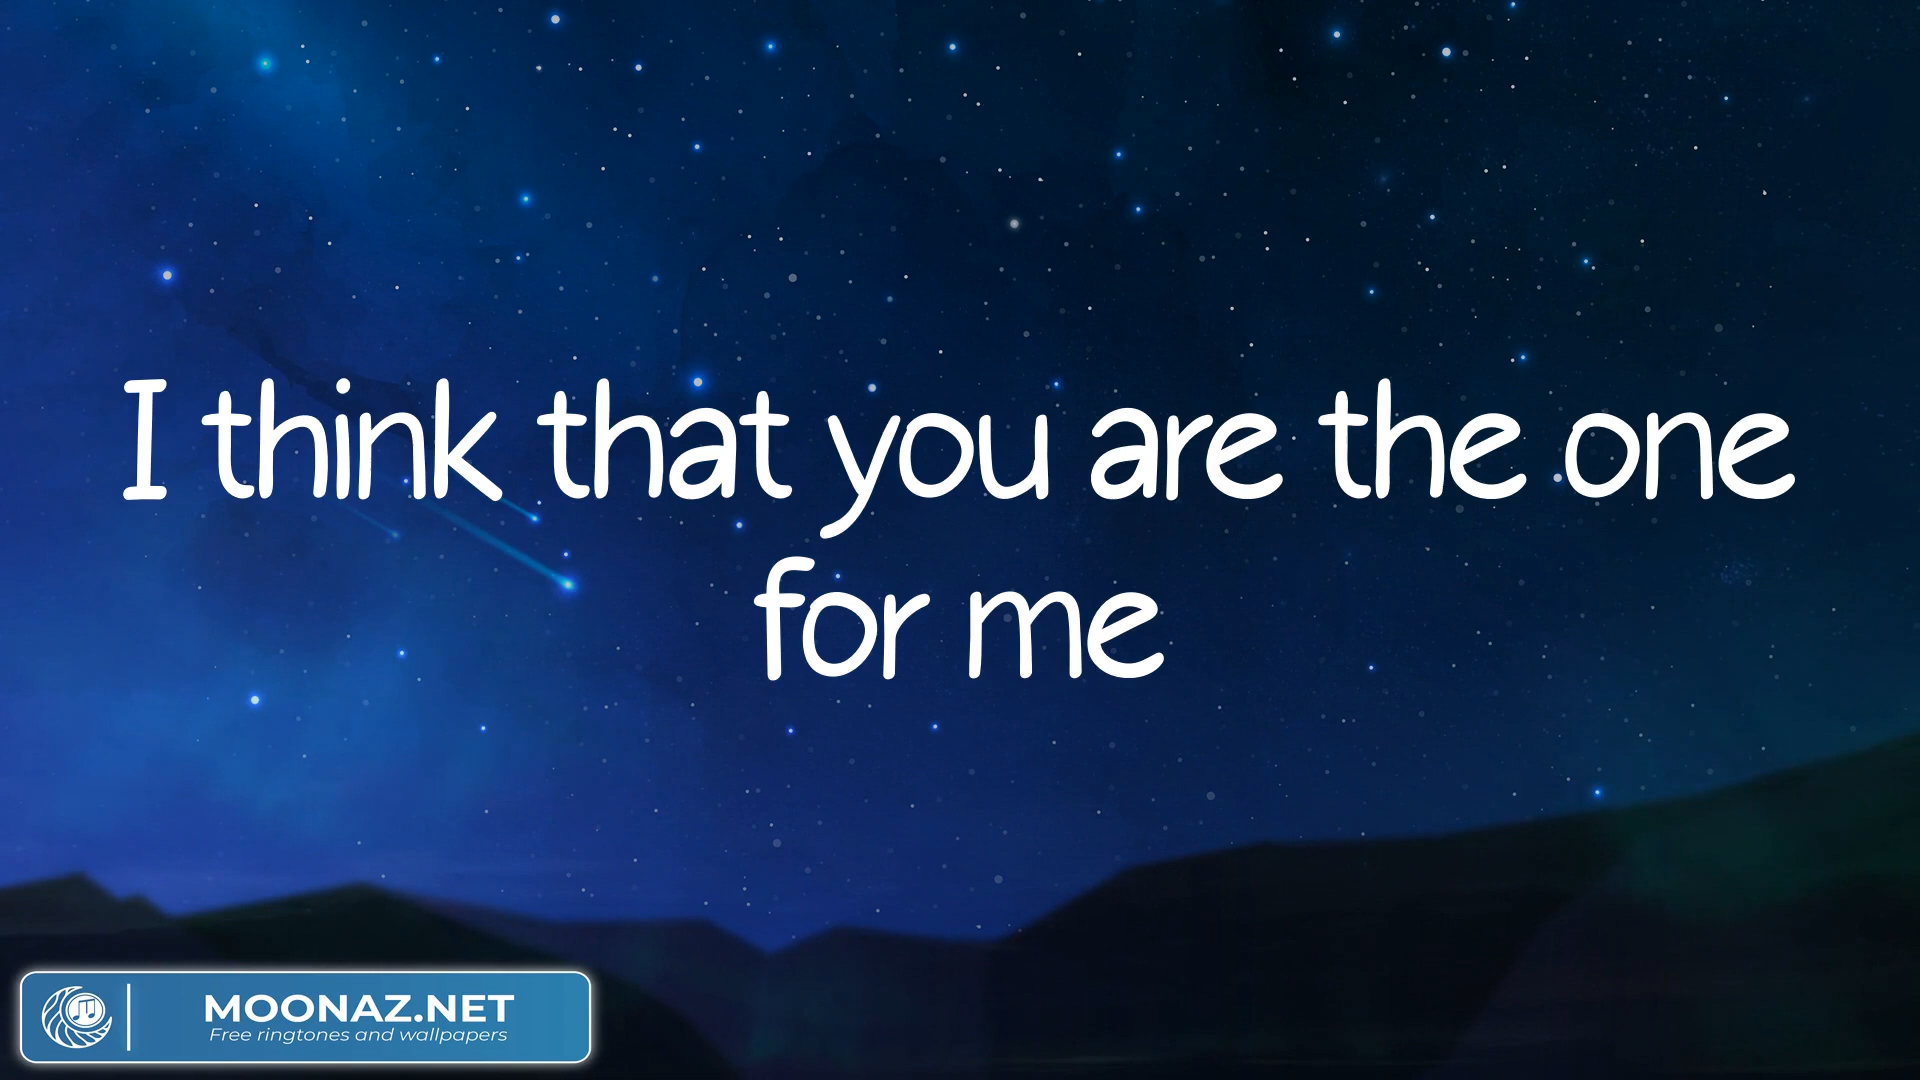 I think that you are the one
for me
MOONAZ.NET
Free ringtones and wallpapers